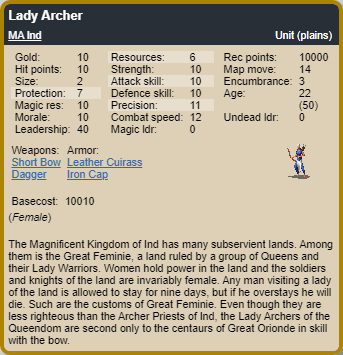 Lady Archer
MA Ind Unit (plains)
Gold: 10 Resources: 6 Rec points: 10000
Hit points: 10 Strength: 10 Map move: 14
Size: 2 Attack skill: 10 Encumbrance: 3
Protection: 7 Defence skill: 10 Age: 22
Magic res: 10 Precision: 11 (50)
Morale: 10 Combat speed: 12 Undead ldr: 0
Leadership: 40 Magic ldr: 0
Weapons: Armor:
Short Bow Leather Cuirass
Dagger Iron Cap
Basecost: 10010
(Female)
The Magnificent Kingdom of Ind has many subservient lands. Among
them is the Great Feminie, a land ruled by a group of Queens and
their Lady Warriors. Women hold power in the land and the soldiers
and knights of the land are invariably female. Any man visiting a lady
of the land is allowed to stay for nine days, but if he overstays he will
die. Such are the customs of Great Feminie. Even though they are
less righteous than the Archer Priests of Ind, the Lady Archers of the
Queendom are second only to the centaurs of Great Orionde in skill
with the bow.